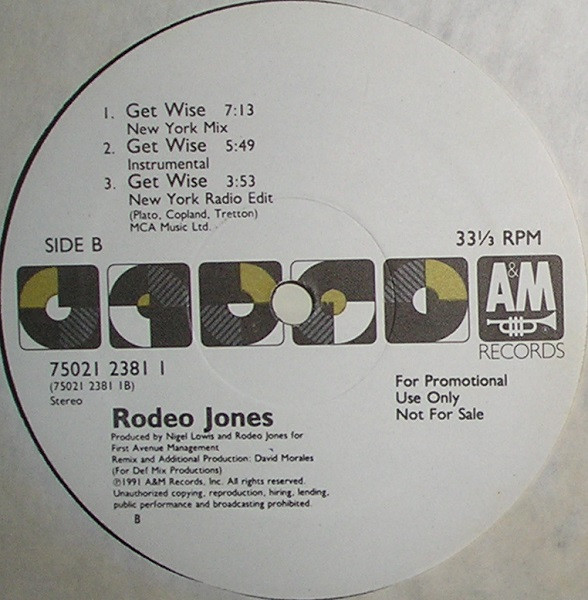 1. Get Wise 7:13
New York Mix
2. Get Wise 5:49
Instrumental
3. Get Wise 3:53
New York Radio Edit
(Plato, Copland, Tretton)
MCA Music Ltd.
SIDE B
33⅓ RPM
A&M
RECORDS
75021 2381 1
(75021 2381 1B)
Stereo
For Promotional
Use Only
Not For Sale
Rodeo Jones
Produced by Nigel Lowis and Rodeo Jones for
First Avenue Management
Remix and Additional Production: David Morales
(For Def Mix Productions)
℗1991 A&M Records, Inc. All rights reserved.
Unauthorized copying, reproduction, hiring, lending,
public performance and broadcasting prohibited.
B